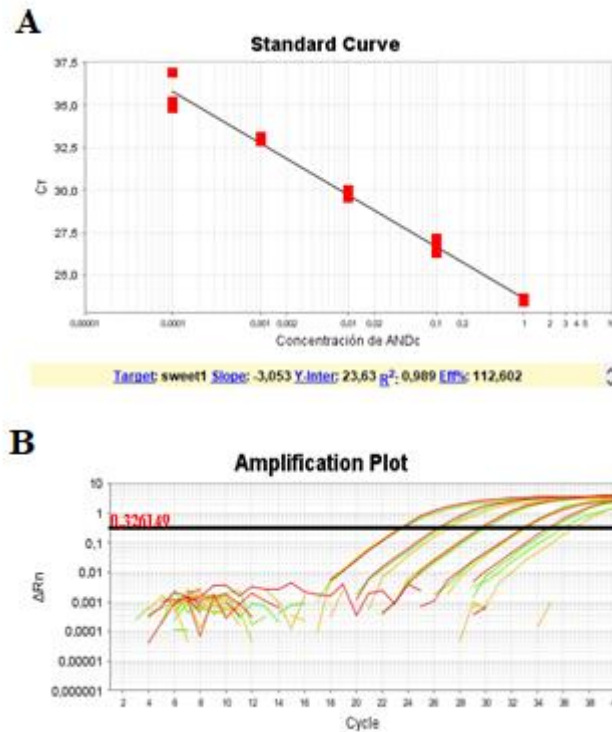 A
Standard Curve
37,5
35,0
32,5
30,0
27,5
25,0
CT
0,00001 0,0001 0,001 0,002 0,01 0,02 0,1 0,2 1 2 3 4 5
Concentración de ANDc
Target: sweet1 Slope: -3,053 Y-Inter: 23,63 R²: 0,989 Eff%: 112,602
B
Amplification Plot
10
1
0.326149
0,1
0,01
0,001
0,0001
0,00001
0,000001
ΔRn
2 4 6 8 10 12 14 16 18 20 22 24 26 28 30 32 34 36 38
Cycle